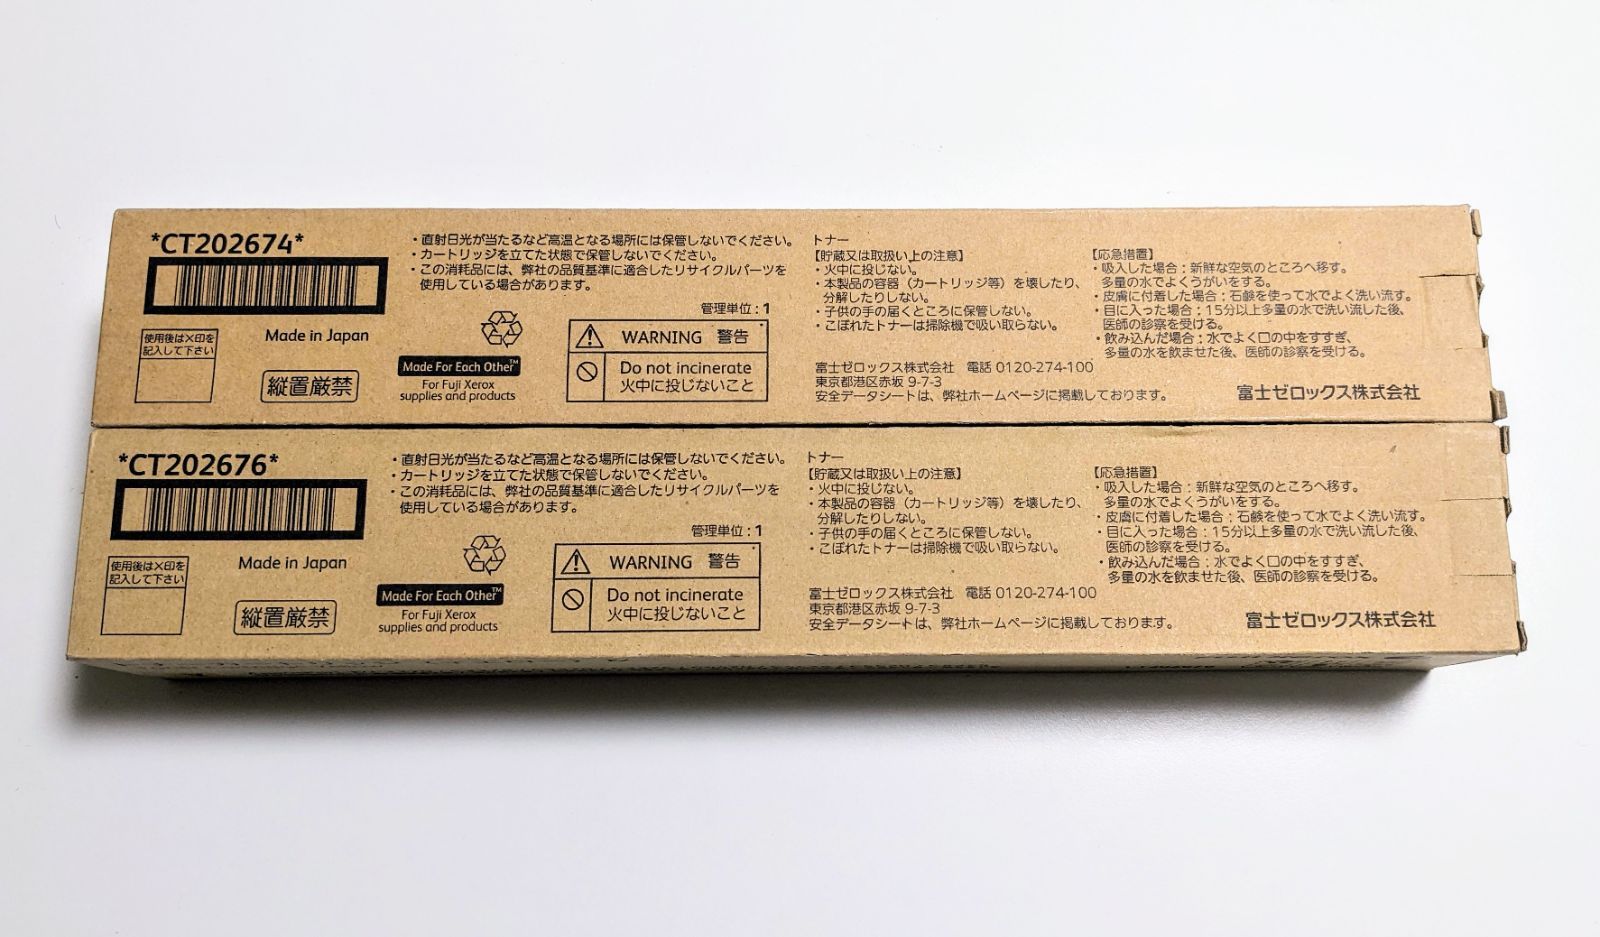 *CT202674*
使用後は×印を
記入して下さい
Made in Japan
縦置厳禁
・直射日光が当たるなど高温となる場所には保管しないでください。
・カートリッジを立てた状態で保管しないでください。
・この消耗品には、弊社の品質基準に適合したリサイクルパーツを
使用している場合があります。
管理単位:1
Made For Each Other™
For Fuji Xerox
supplies and products
WARNING 警告
Do not incinerate
火中に投じないこと
トナー
【貯蔵又は取扱い上の注意】
・火中に投じない。
・本製品の容器(カートリッジ等)を壊したり、
分解したりしない。
・子供の手の届くところに保管しない。
・こぼれたトナーは掃除機で吸い取らない。
富士ゼロックス株式会社 電話 0120-274-100
東京都港区赤坂 9-7-3
安全データシートは、弊社ホームページに掲載しております。
【応急措置】
・吸入した場合:新鮮な空気のところへ移す。
多量の水でよくうがいをする。
・皮膚に付着した場合:石鹸を使って水でよく洗い流す。
・目に入った場合:15分以上多量の水で洗い流した後、
医師の診察を受ける。
・飲み込んだ場合:水でよく口の中をすすぎ、
多量の水を飲ませた後、医師の診察を受ける。
富士ゼロックス株式会社
*CT202676*
使用後は×印を
記入して下さい
Made in Japan
縦置厳禁
・直射日光が当たるなど高温となる場所には保管しないでください。
・カートリッジを立てた状態で保管しないでください。
・この消耗品には、弊社の品質基準に適合したリサイクルパーツを
使用している場合があります。
管理単位:1
Made For Each Other™
For Fuji Xerox
supplies and products
WARNING 警告
Do not incinerate
火中に投じないこと
トナー
【貯蔵又は取扱い上の注意】
・火中に投じない。
・本製品の容器(カートリッジ等)を壊したり、
分解したりしない。
・子供の手の届くところに保管しない。
・こぼれたトナーは掃除機で吸い取らない。
富士ゼロックス株式会社 電話 0120-274-100
東京都港区赤坂 9-7-3
安全データシートは、弊社ホームページに掲載しております。
【応急措置】
・吸入した場合:新鮮な空気のところへ移す。
多量の水でよくうがいをする。
・皮膚に付着した場合:石鹸を使って水でよく洗い流す。
・目に入った場合:15分以上多量の水で洗い流した後、
医師の診察を受ける。
・飲み込んだ場合:水でよく口の中をすすぎ、
多量の水を飲ませた後、医師の診察を受ける。
富士ゼロックス株式会社